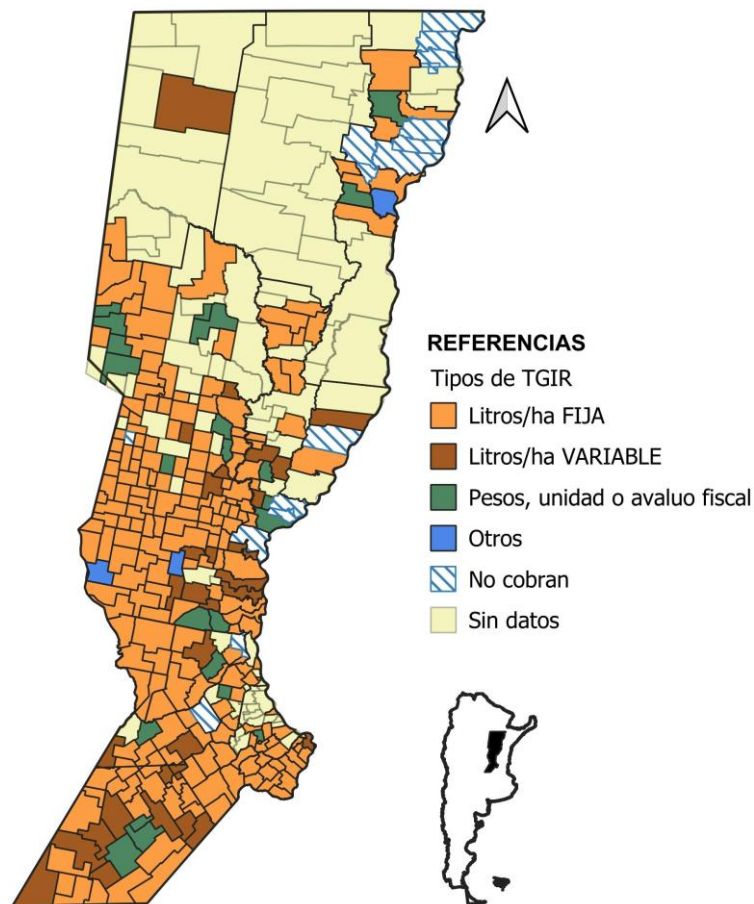 REFERENCIAS
Tipos de TGIR
Litros/ha FIJA
Litros/ha VARIABLE
Pesos, unidad o avaluo fiscal
Otros
No cobran
Sin datos